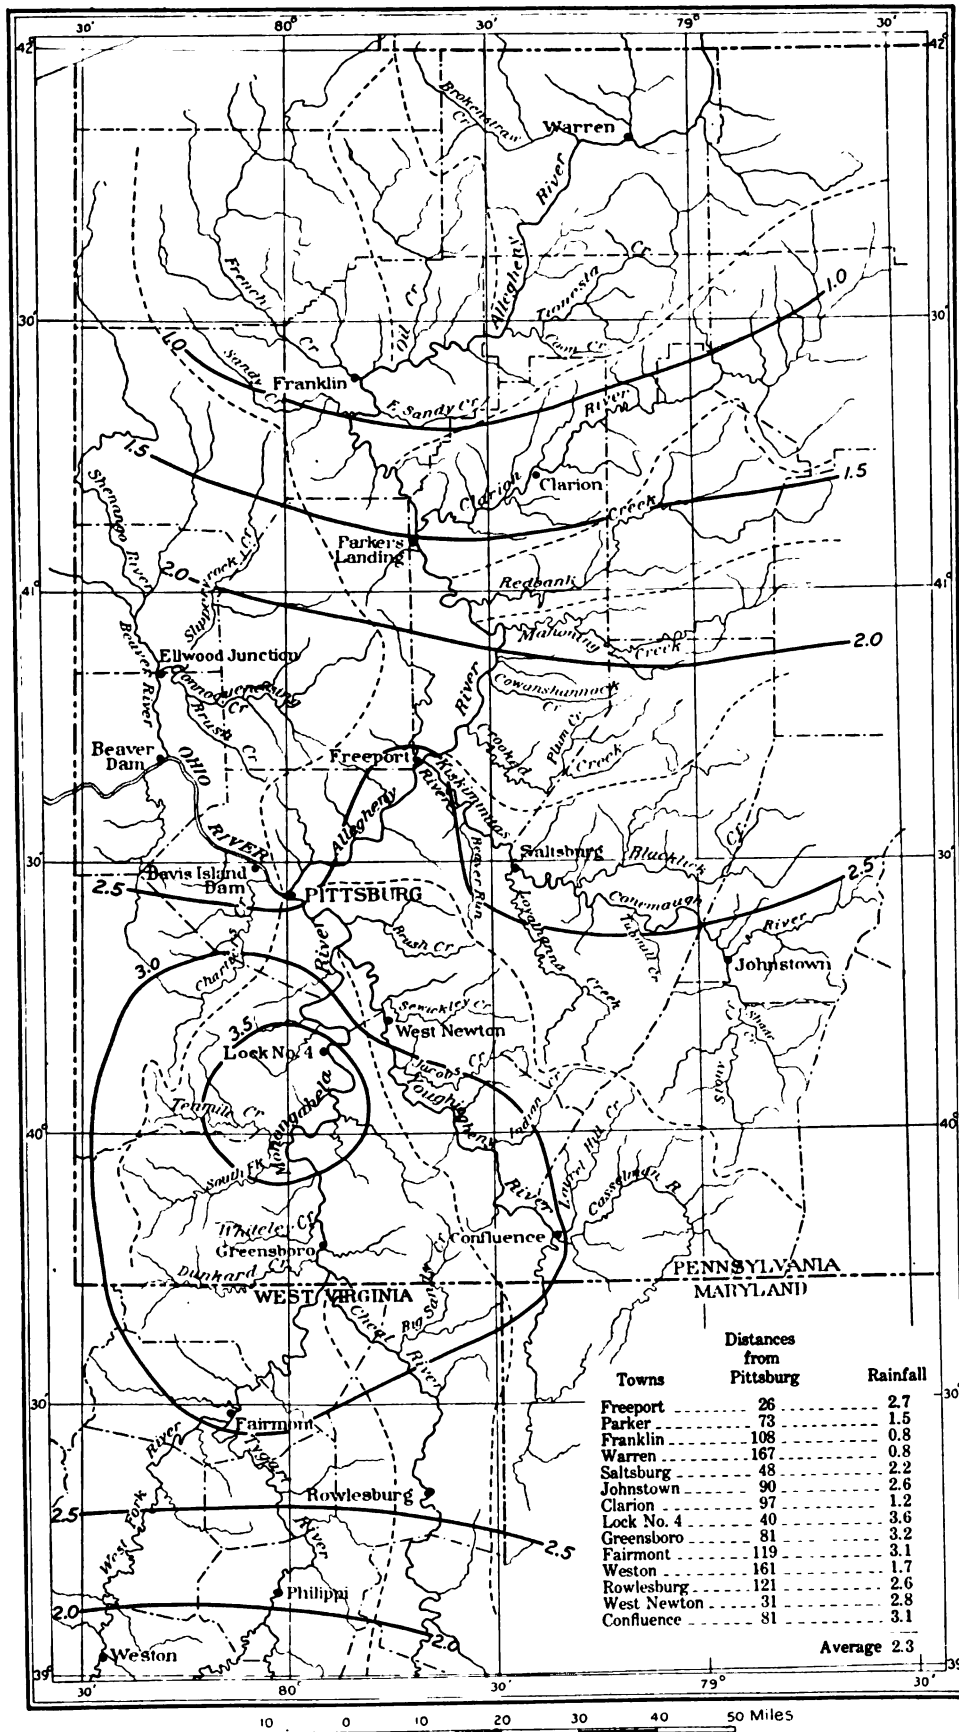 30′ 80° 30′ 79° 30′
42° 42°
Brokenstraw
Cr
Warren
River
Allegheny
French
Cr
Oil Cr
Tionesta Cr
Coon Cr.
30′ 30′
1.0 1.0
Sandy
Cr
Franklin
E. Sandy Cr.
River
Clarion
Clarion
1.5 1.5
Creek
Shenango River
Parkers
Landing
2.0
Slipperyrock Cr
Redbank
41° 41°
Mahoning
Creek
2.0
Beaver
River
Ellwood Junction
Connoquenessing
Cr
Brush Cr
River
Cowanshannock
Cr
Crooked
Plum Cr
Creek
Beaver
Dam
OHIO
RIVER
Freeport
Allegheny
River
Kiskiminitas
Saltsburg
Beaver Run
Blacklick Cr
30′ 30′
Davis Island
Dam
2.5 2.5
PITTSBURG
Loyalhanna
Creek
Conemaugh
River
Tubmill Cr
Johnstown
Chartiers Cr
River
Brush Cr
3.0
Sewickley Cr
West Newton
3.5
Lock No. 4
Jacobs Cr
Shade
Cr
Stony
Tenmile Cr
Monongahela
Youghiogheny
River
Indian Cr
Laurel Hill Cr
40° 40°
South Fk
Casselman R.
Whiteley Cr
Greensboro
Confluence
Dunkard Cr
Big Sandy Cr
PENNSYLVANIA
WEST VIRGINIA
MARYLAND
Cheat
River
Distances
from
Towns Pittsburg Rainfall
Freeport 26 2.7
Parker 73 1.5
Franklin 108 0.8
Warren 167 0.8
Saltsburg 48 2.2
Johnstown 90 2.6
Clarion 97 1.2
Lock No. 4 40 3.6
Greensboro 81 3.2
Fairmont 119 3.1
Weston 161 1.7
Rowlesburg 121 2.6
West Newton 31 2.8
Confluence 81 3.1
Average 2.3
30′ 30′
Fairmont
River
West Fork
Tygart
River
Rowlesburg
2.5 2.5
Philippi
2.0 2.0
Weston
39° 39°
30′ 80° 30′ 79° 30′
10 0 10 20 30 40 50 Miles